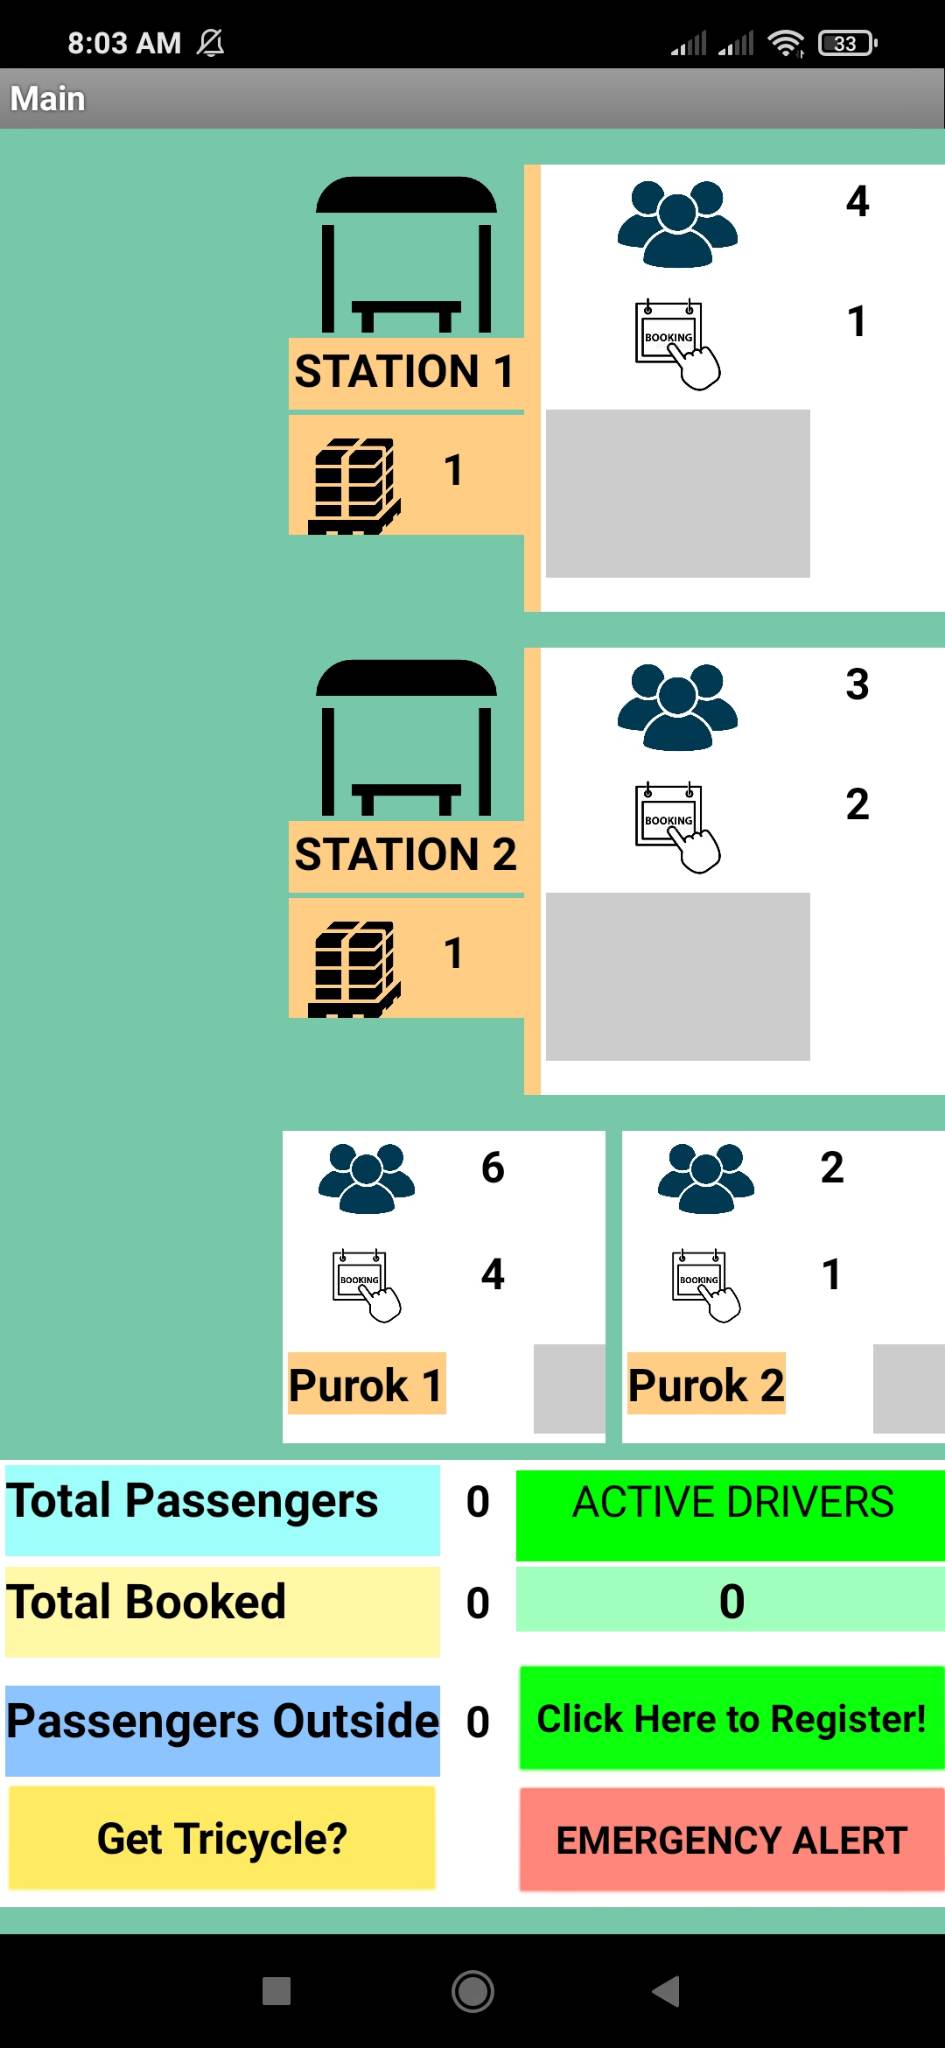 8:03 AM
33
Main
4
BOOKING
1
STATION 1
1
3
BOOKING
2
STATION 2
1
6
2
BOOKING
4
BOOKING
1
Purok 1
Purok 2
Total Passengers
0
ACTIVE DRIVERS
Total Booked
0
0
Passengers Outside
0
Click Here to Register!
Get Tricycle?
EMERGENCY ALERT